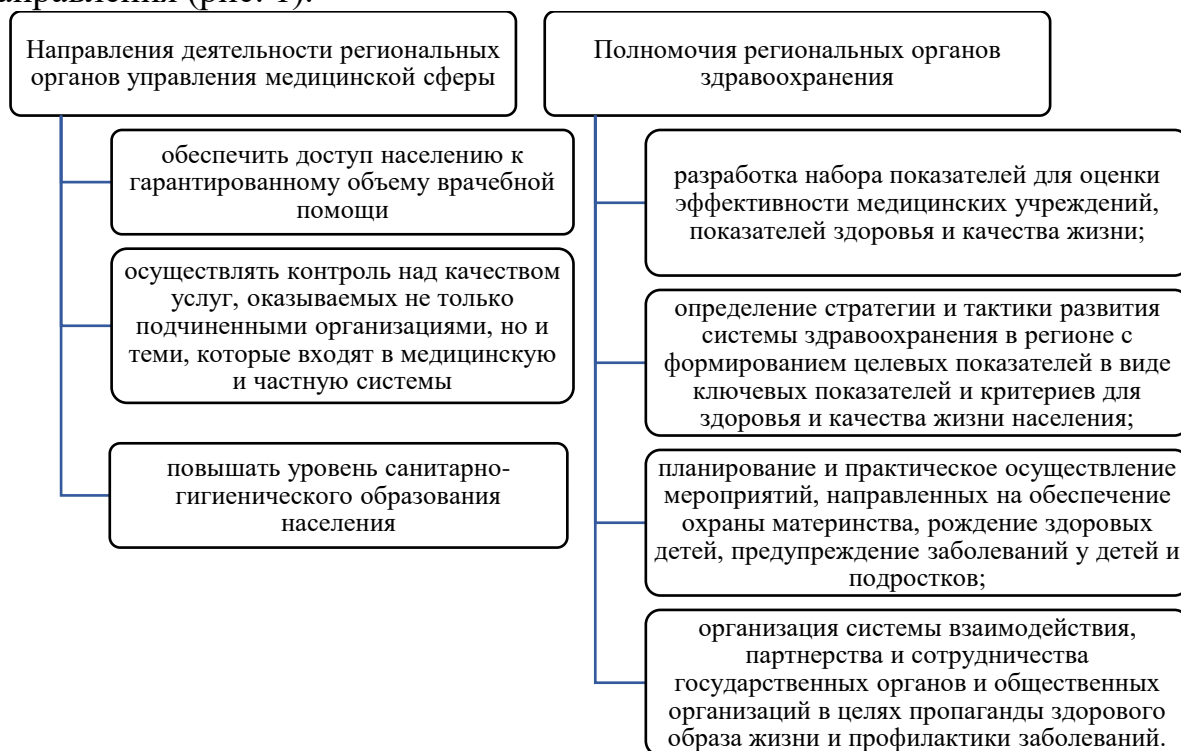 аправления (рис. 1).
Направления деятельности региональных
органов управления медицинской сферы
обеспечить доступ населению к
гарантированному объему врачебной
помощи
осуществлять контроль над качеством
услуг, оказываемых не только
подчиненными организациями, но и
теми, которые входят в медицинскую
и частную системы
повышать уровень санитарно-
гигиенического образования
населения
Полномочия региональных органов
здравоохранения
разработка набора показателей для оценки
эффективности медицинских учреждений,
показателей здоровья и качества жизни;
определение стратегии и тактики развития
системы здравоохранения в регионе с
формированием целевых показателей в виде
ключевых показателей и критериев для
здоровья и качества жизни населения;
планирование и практическое осуществление
мероприятий, направленных на обеспечение
охраны материнства, рождение здоровых
детей, предупреждение заболеваний у детей и
подростков;
организация системы взаимодействия,
партнерства и сотрудничества
государственных органов и общественных
организаций в целях пропаганды здорового
образа жизни и профилактики заболеваний.